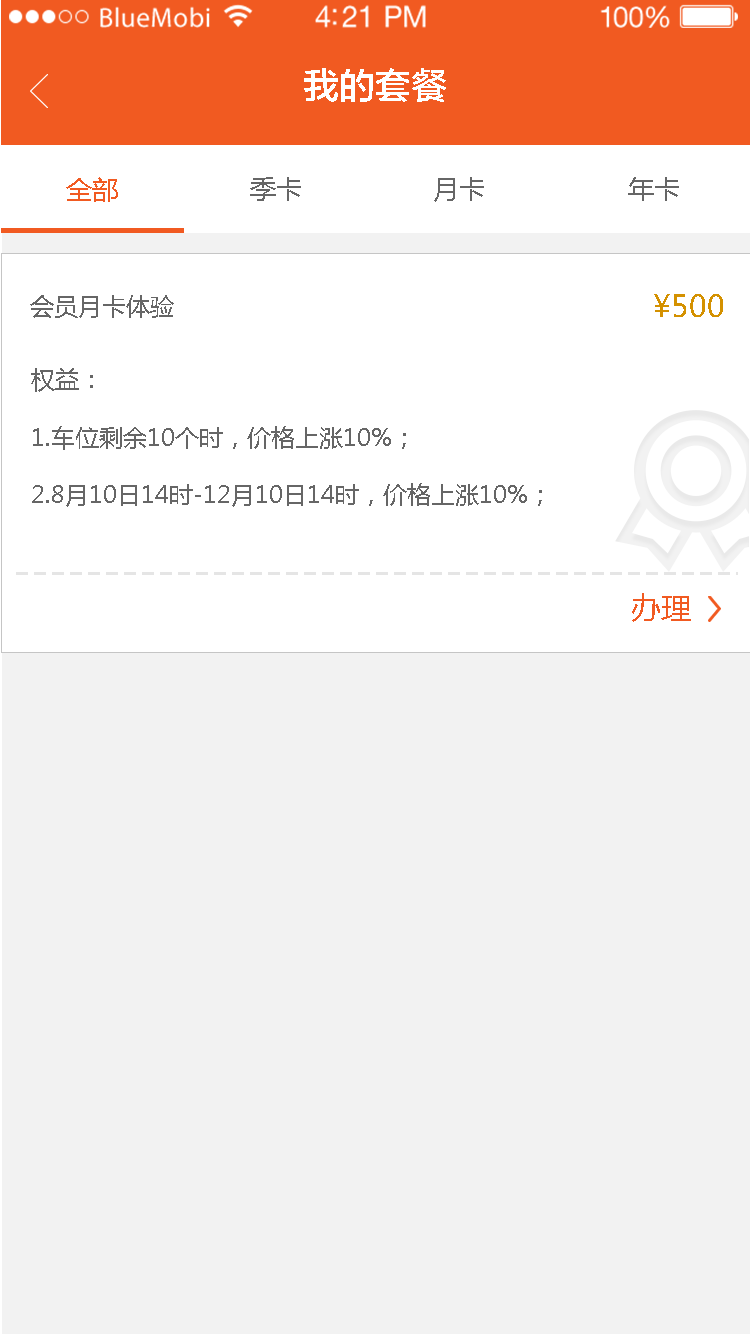 BlueMobi 4:21 PM 100%
我的套餐
全部 季卡 月卡 年卡
会员月卡体验 ¥500
权益：
1.车位剩余10个时，价格上涨10%；
2.8月10日14时-12月10日14时，价格上涨10%；
办理